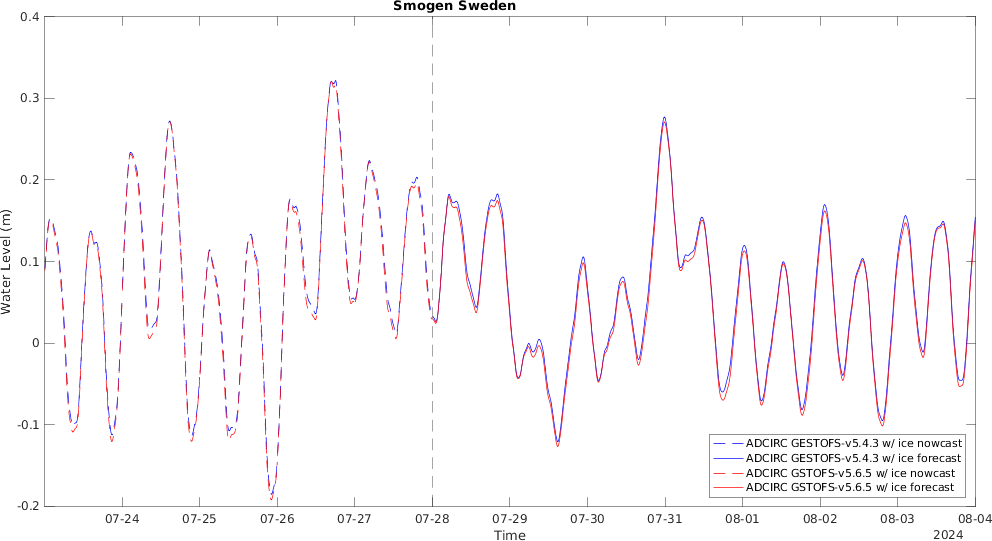 Smogen Sweden
0.4
0.3
0.2
0.1
0
-0.1
-0.2
Water Level (m)
ADCIRC GESTOFS-v5.4.3 w/ ice nowcast
ADCIRC GESTOFS-v5.4.3 w/ ice forecast
ADCIRC GSTOFS-v5.6.5 w/ ice nowcast
ADCIRC GSTOFS-v5.6.5 w/ ice forecast
07-24 07-25 07-26 07-27 07-28 07-29 07-30 07-31 08-01 08-02 08-03 08-04
Time 2024